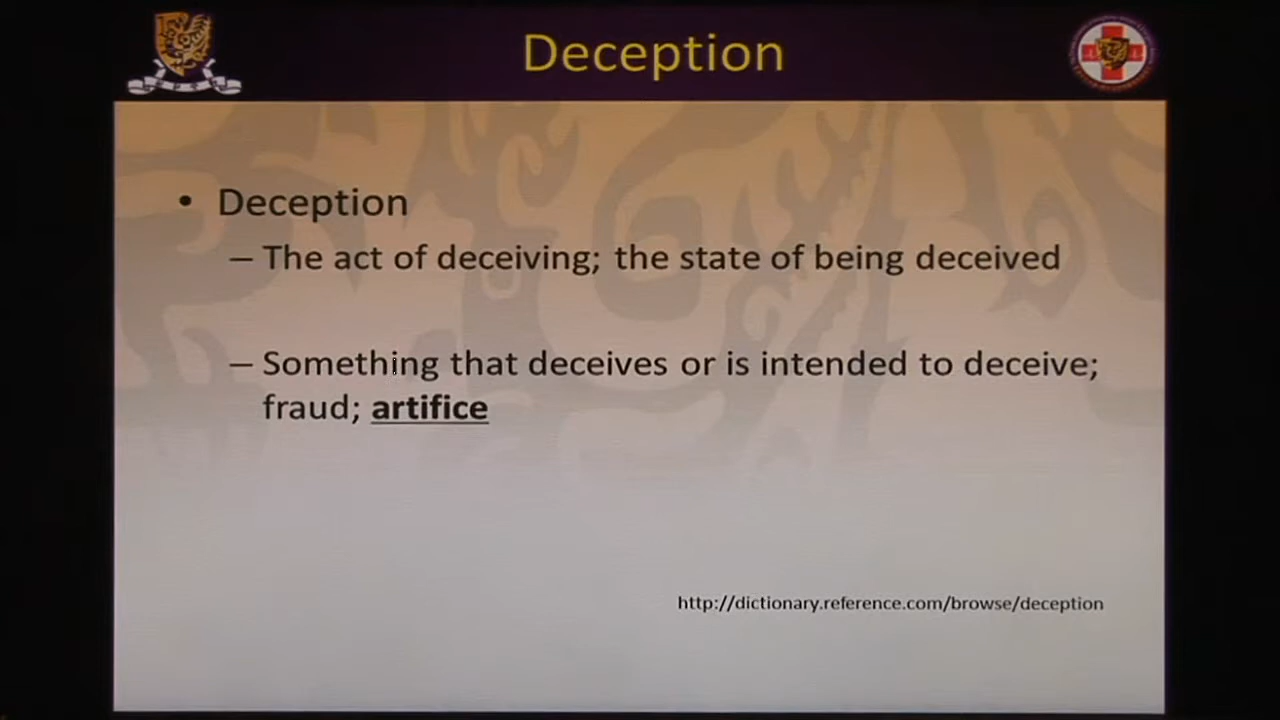 Deception
• Deception
– The act of deceiving; the state of being deceived
– Something that deceives or is intended to deceive;
fraud; artifice
http://dictionary.reference.com/browse/deception